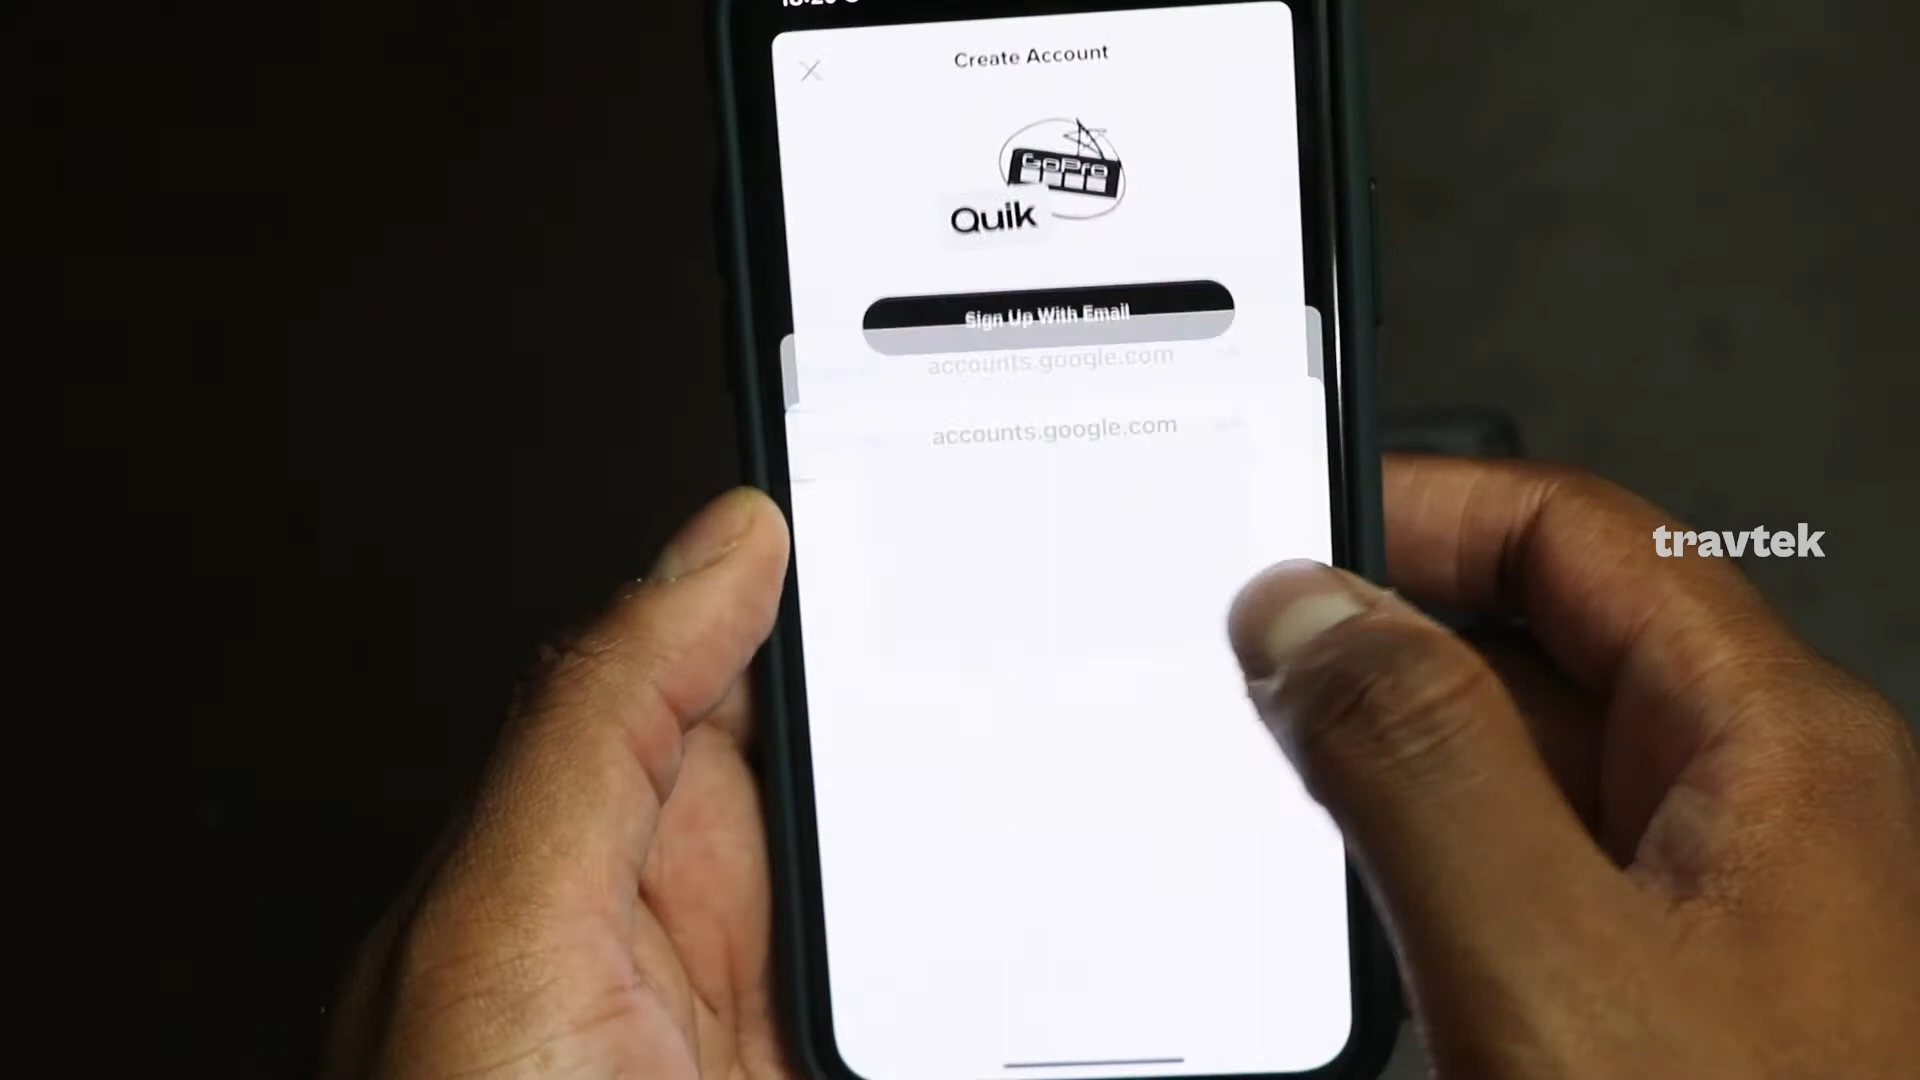 Create Account
GoPro
Quik
Sign Up With Email
accounts.google.com
accounts.google.com
travtek